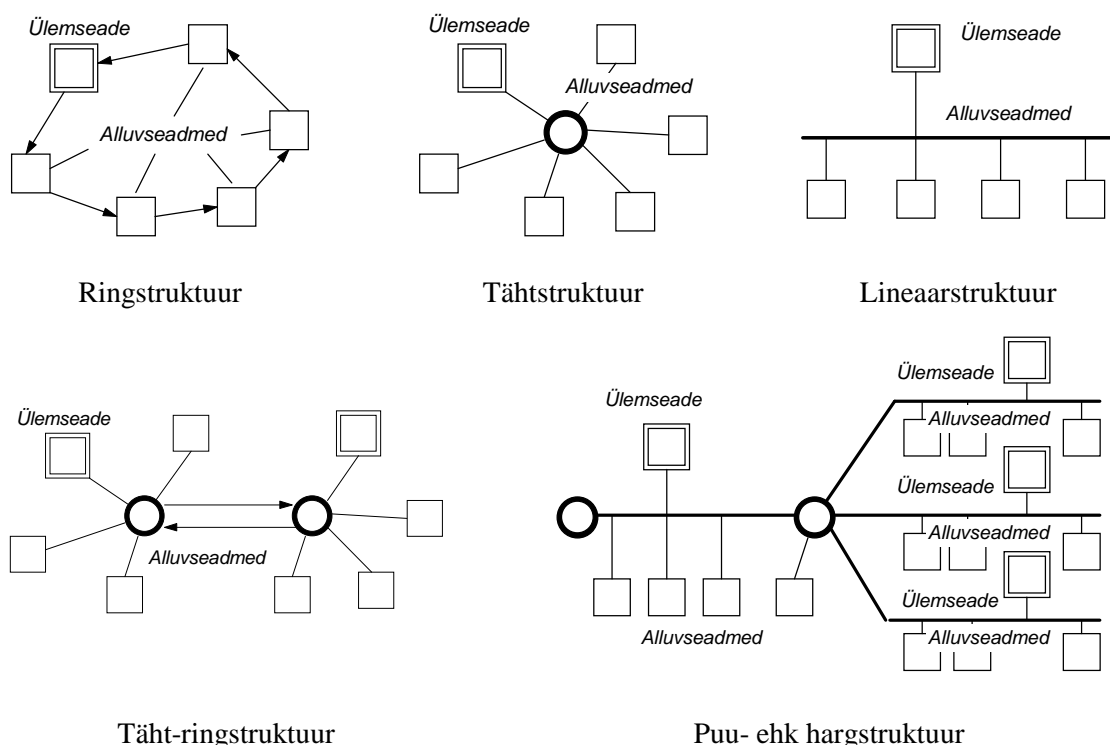 Ülemseade
Alluvseadmed
Ringstruktuur
Ülemseade
Alluvseadmed
Tähtstruktuur
Ülemseade
Alluvseadmed
Lineaarstruktuur
Ülemseade
Alluvseadmed
Täht-ringstruktuur
Ülemseade
Alluvseadmed
Ülemseade
Alluvseadmed
Ülemseade
Alluvseadmed
Ülemseade
Alluvseadmed
Puu- ehk hargstruktuur